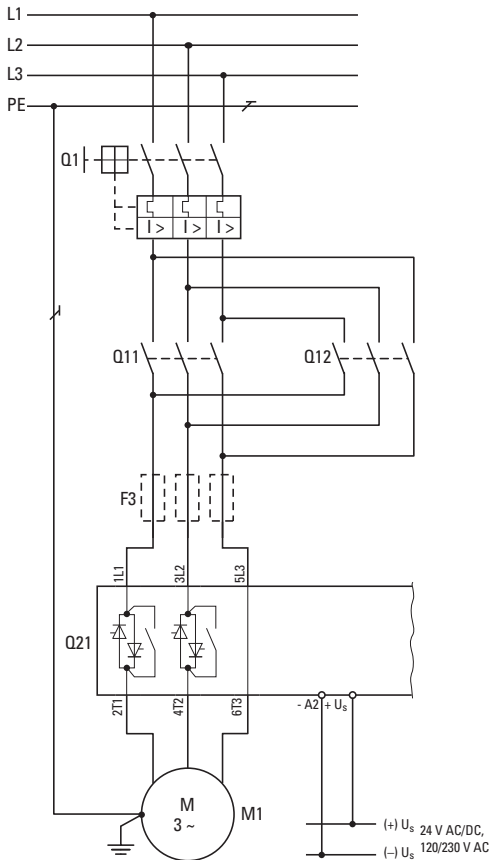 L1
L2
L3
PE
Q1
I > I > I >
Q11
Q12
F3
1L1 3L2 5L3
Q21
2T1 4T2 6T3
- A2 + Us
M
3 ~
M1
(+) Us 24 V AC/DC,
(–) Us 120/230 V AC